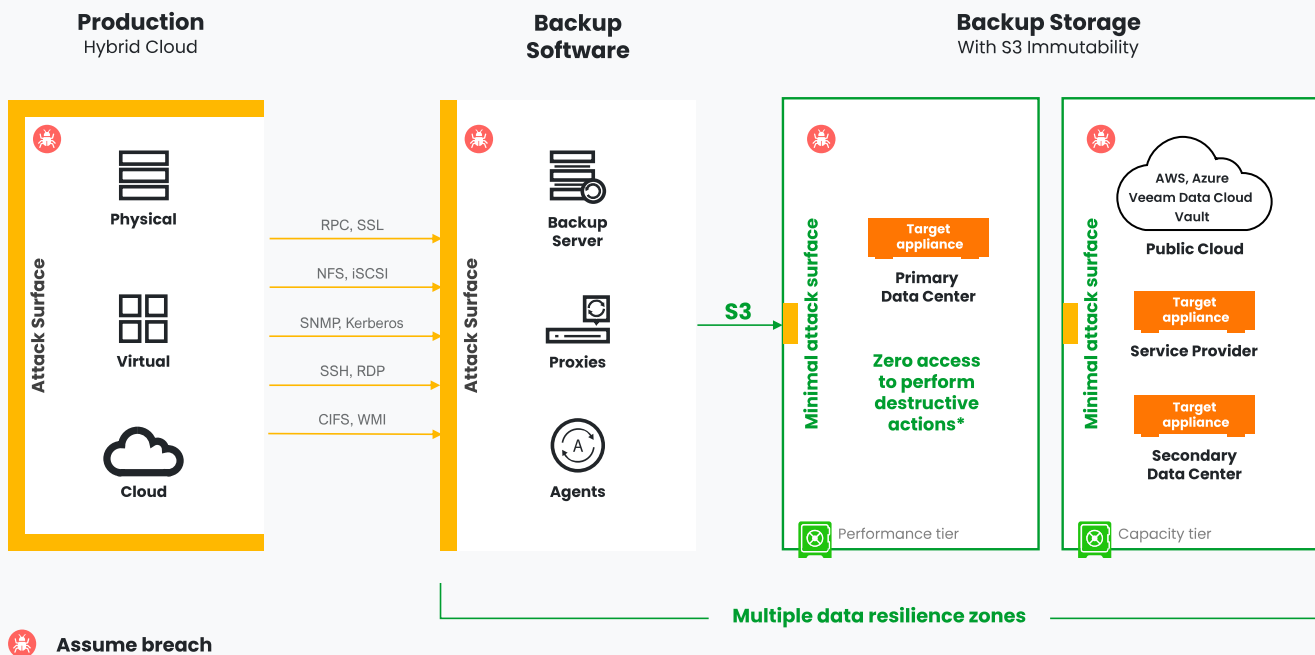 Production
Hybrid Cloud
Backup
Software
Backup Storage
With S3 Immutability
Attack Surface
Physical
Virtual
Cloud
RPC, SSL
NFS, iSCSI
SNMP, Kerberos
SSH, RDP
CIFS, WMI
Attack Surface
Backup
Server
Proxies
A
Agents
S3
Minimal attack surface
Target
appliance
Primary
Data Center
Zero access
to perform
destructive
actions*
Performance tier
Minimal attack surface
AWS, Azure
Veeam Data Cloud
Vault
Public Cloud
Target
appliance
Service Provider
Target
appliance
Secondary
Data Center
Capacity tier
Multiple data resilience zones
Assume breach